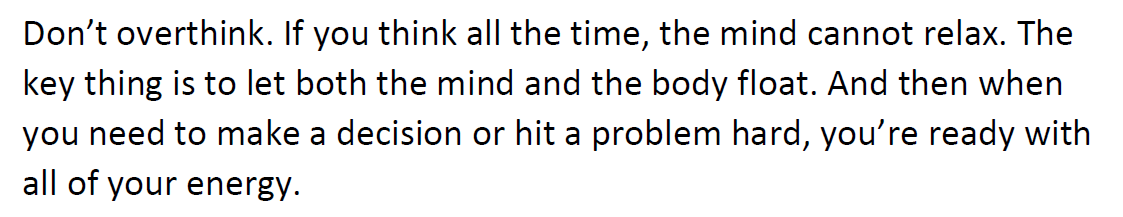 Don’t overthink. If you think all the time, the mind cannot relax. The
key thing is to let both the mind and the body float. And then when
you need to make a decision or hit a problem hard, you’re ready with
all of your energy.